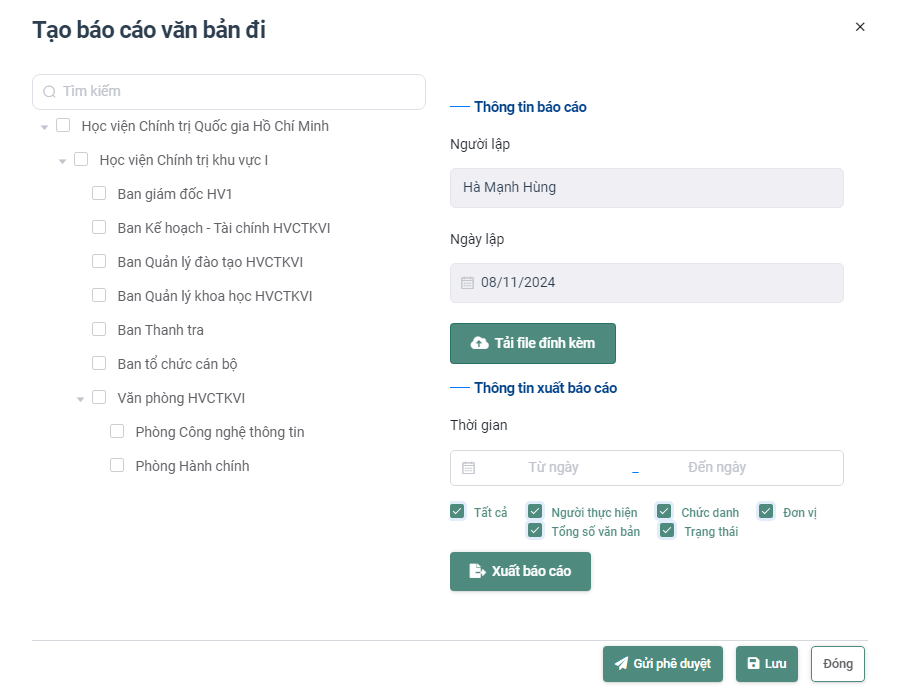 Tạo báo cáo văn bản đi
Tìm kiếm
Học viện Chính trị Quốc gia Hồ Chí Minh
Học viện Chính trị khu vực I
Ban giám đốc HV1
Ban Kế hoạch - Tài chính HVCTKVI
Ban Quản lý đào tạo HVCTKVI
Ban Quản lý khoa học HVCTKVI
Ban Thanh tra
Ban tổ chức cán bộ
Văn phòng HVCTKVI
Phòng Công nghệ thông tin
Phòng Hành chính
Thông tin báo cáo
Người lập
Hà Mạnh Hùng
Ngày lập
08/11/2024
Tải file đính kèm
Thông tin xuất báo cáo
Thời gian
Từ ngày – Đến ngày
Tất cả Người thực hiện Chức danh Đơn vị
Tổng số văn bản Trạng thái
Xuất báo cáo
Gửi phê duyệt Lưu Đóng